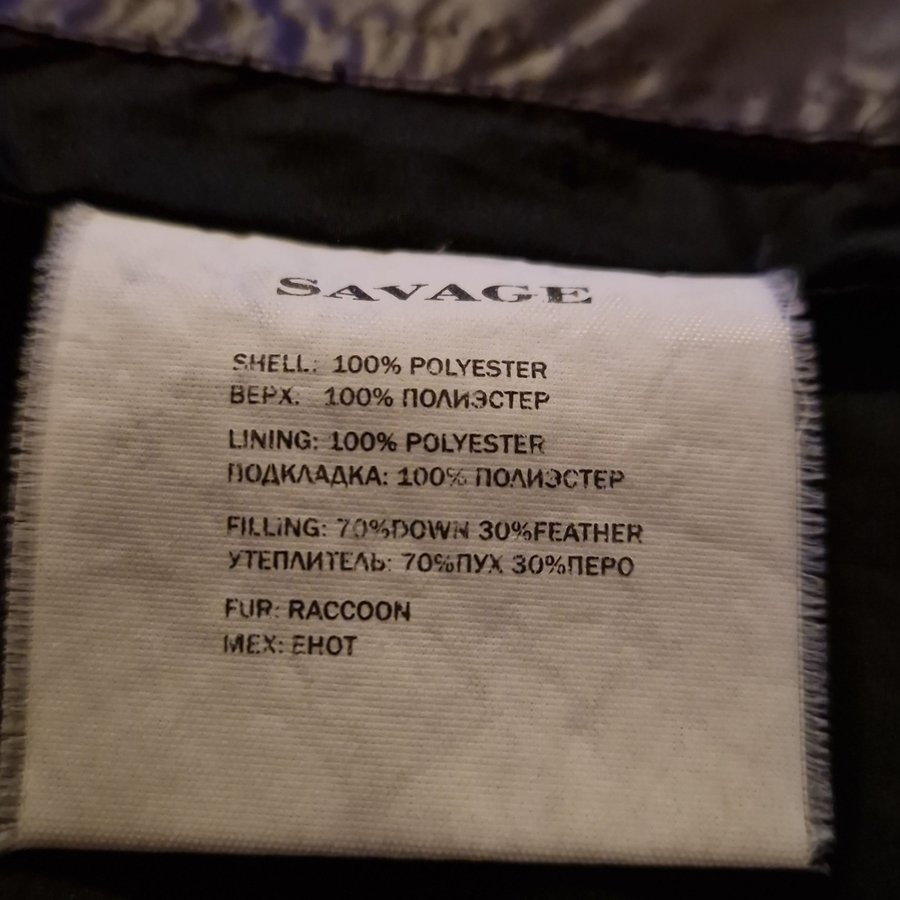 SAVAGE
SHELL: 100% POLYESTER
ВЕРХ: 100% ПОЛИЭСТЕР
LINING: 100% POLYESTER
ПОДКЛАДКА: 100% ПОЛИЭСТЕР
FILLING: 70%DOWN 30%FEATHER
УТЕПЛИТЕЛЬ: 70%ПУХ 30%ПЕРО
FUR: RACCOON
МЕХ: ЕНОТ